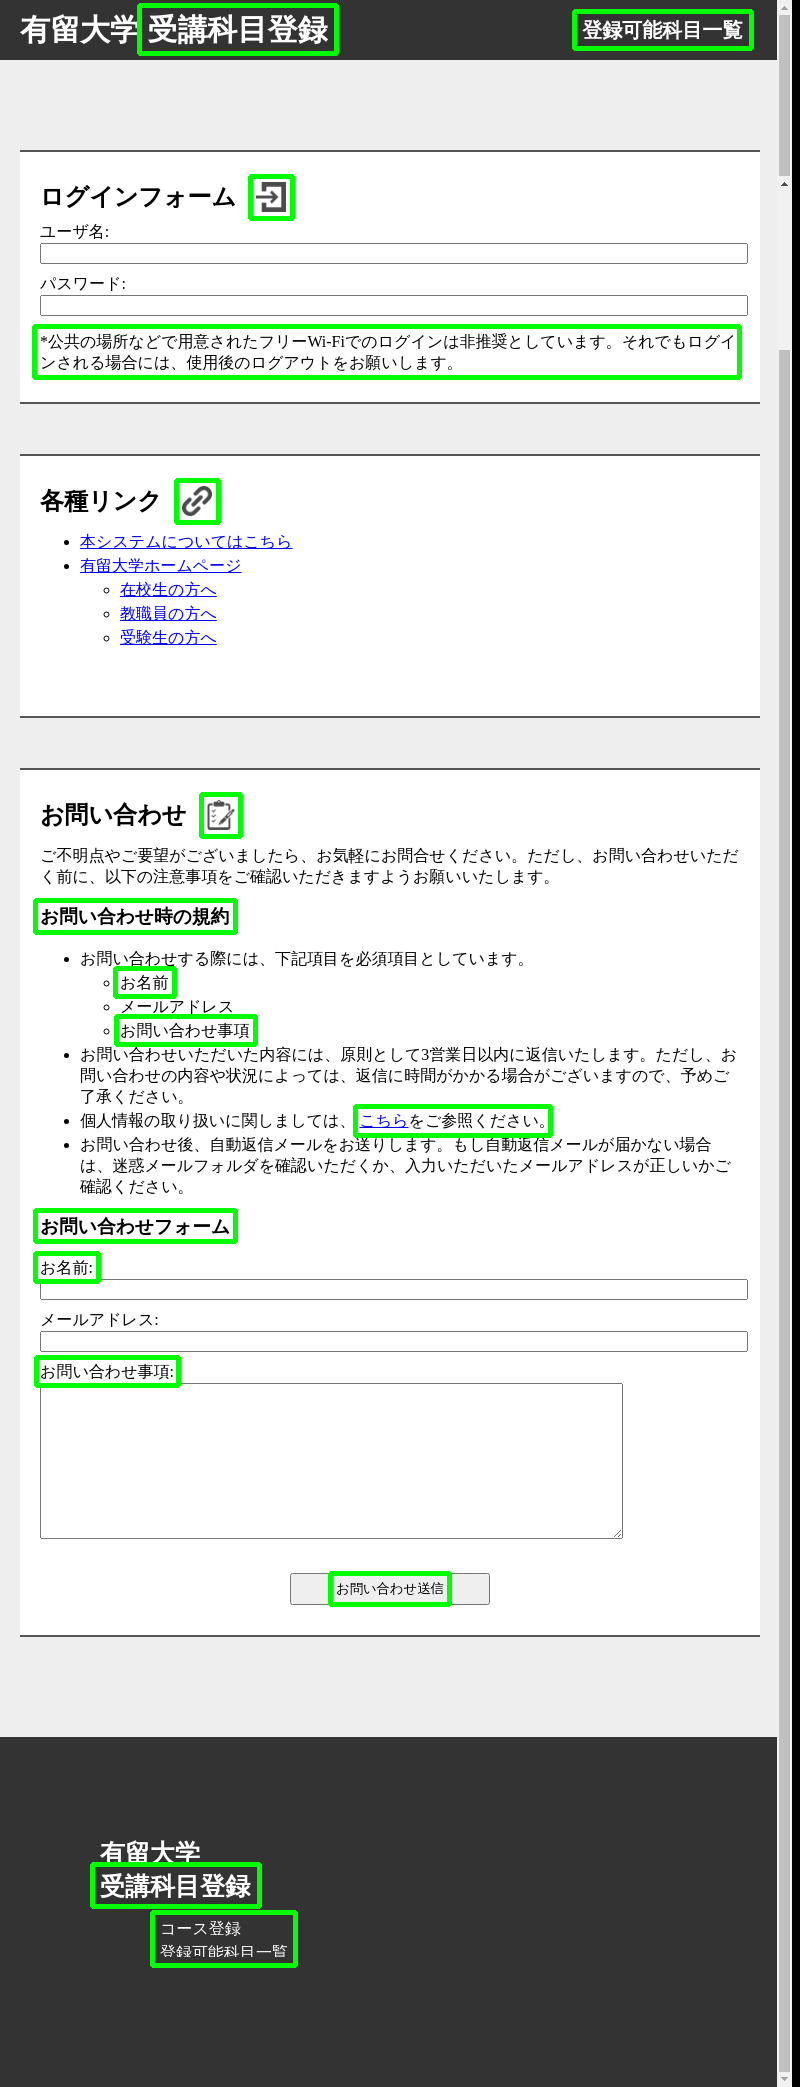 有留大学 受講科目登録
登録可能科目一覧
ログインフォーム
ユーザ名:
パスワード:
*公共の場所などで用意されたフリーWi-Fiでのログインは非推奨としています。それでもログイ
ンされる場合には、使用後のログアウトをお願いします。
各種リンク
本システムについてはこちら
有留大学ホームページ
在校生の方へ
教職員の方へ
受験生の方へ
お問い合わせ
ご不明点やご要望がございましたら、お気軽にお問合せください。ただし、お問い合わせいただ
く前に、以下の注意事項をご確認いただきますようお願いいたします。
お問い合わせ時の規約
お問い合わせする際には、下記項目を必須項目としています。
お名前
メールアドレス
お問い合わせ事項
お問い合わせいただいた内容には、原則として3営業日以内に返信いたします。ただし、お
問い合わせの内容や状況によっては、返信に時間がかかる場合がございますので、予めご
了承ください。
個人情報の取り扱いに関しましては、こちらをご参照ください。
お問い合わせ後、自動返信メールをお送りします。もし自動返信メールが届かない場合
は、迷惑メールフォルダを確認いただくか、入力いただいたメールアドレスが正しいかご
確認ください。
お問い合わせフォーム
お名前:
メールアドレス:
お問い合わせ事項:
お問い合わせ送信
有留大学
受講科目登録
コース登録
登録可能科目一覧